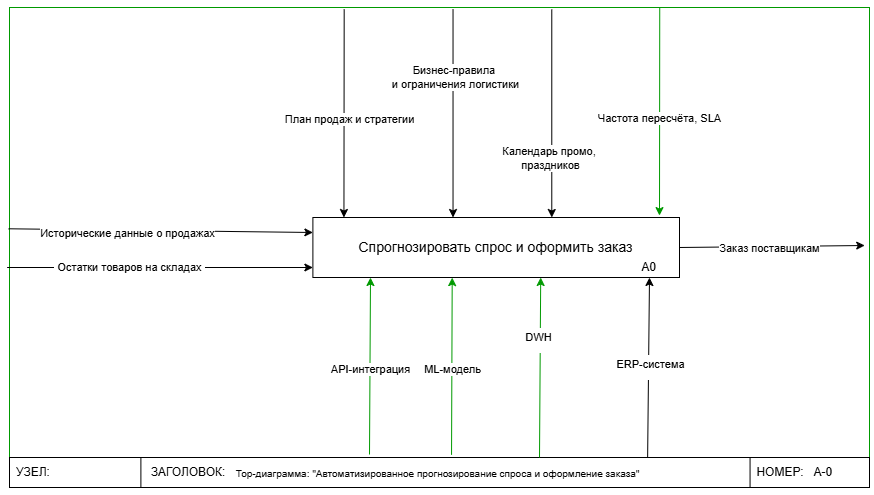 Бизнес-правила
и ограничения логистики
План продаж и стратегии
Частота пересчёта, SLA
Календарь промо,
праздников
Исторические данные о продажах
Спрогнозировать спрос и оформить заказ
Заказ поставщикам
Остатки товаров на складах
A0
DWH
API-интеграция
ML-модель
ERP-система
УЗЕЛ:
ЗАГОЛОВОК: Top-диаграмма: "Автоматизированное прогнозирование спроса и оформление заказа"
НОМЕР: A-0